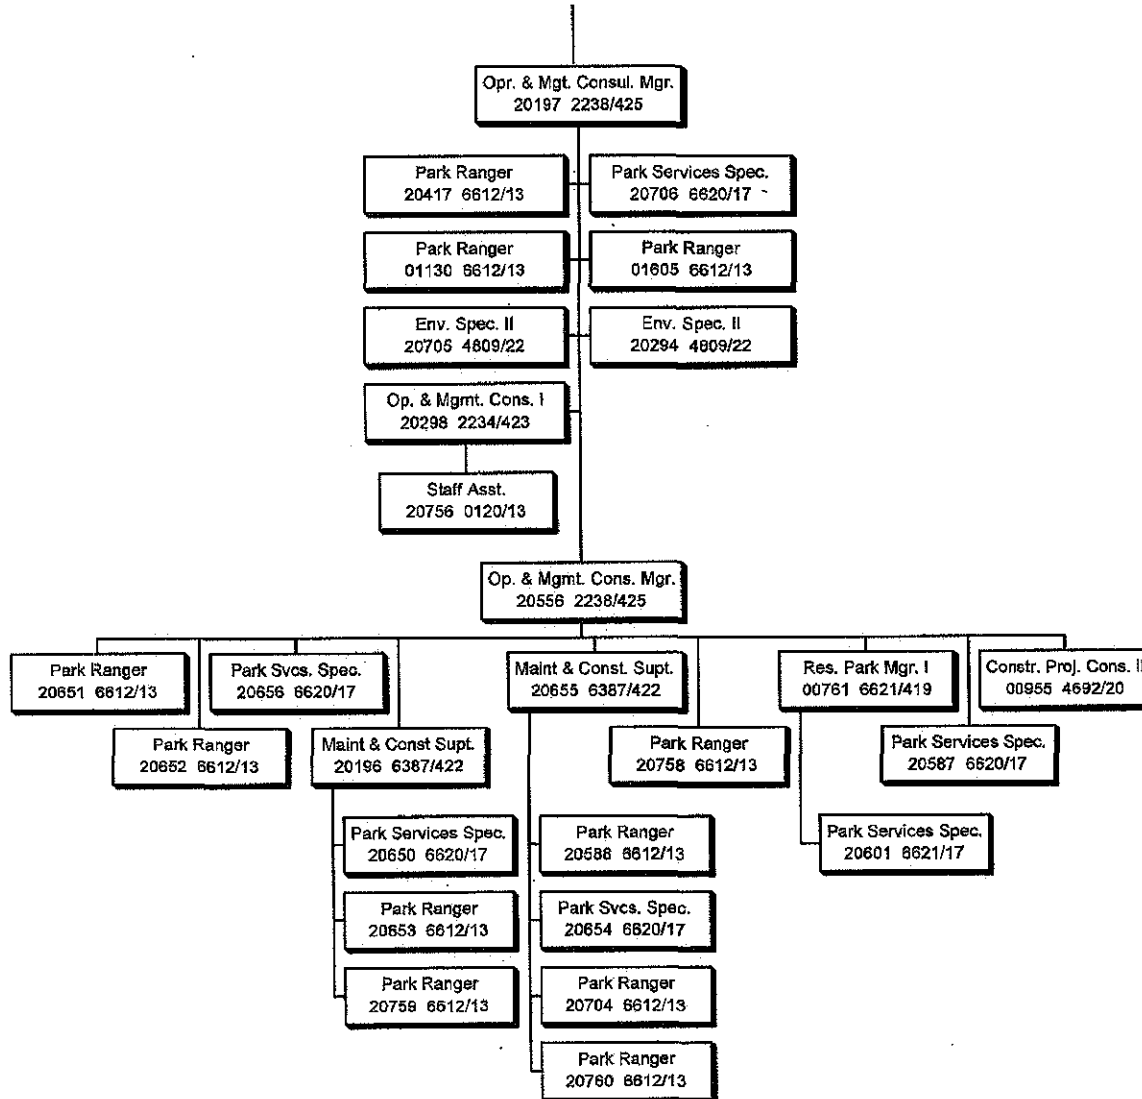 Opr. & Mgt. Consul. Mgr.
20197 2238/425
Park Ranger
20417 6612/13
Park Services Spec.
20706 6620/17
Park Ranger
01130 6612/13
Park Ranger
01605 6612/13
Env. Spec. II
20705 4809/22
Env. Spec. II
20294 4809/22
Op. & Mgmt. Cons. I
20298 2234/423
Staff Asst.
20756 0120/13
Op. & Mgmt. Cons. Mgr.
20556 2238/425
Park Ranger
20651 6612/13
Park Svcs. Spec.
20656 6620/17
Maint & Const. Supt.
20655 6387/422
Res. Park Mgr. I
00761 6621/419
Constr. Proj. Cons. II
00955 4692/20
Park Ranger
20652 6612/13
Maint & Const Supt.
20196 6387/422
Park Ranger
20758 6612/13
Park Services Spec.
20587 6620/17
Park Services Spec.
20650 6620/17
Park Ranger
20588 6612/13
Park Services Spec.
20601 6621/17
Park Ranger
20653 6612/13
Park Svcs. Spec.
20654 6620/17
Park Ranger
20759 6612/13
Park Ranger
20704 6612/13
Park Ranger
20760 6612/13